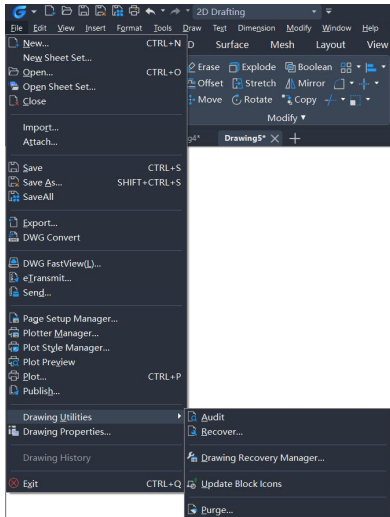 2D Drafting
File Edit View Insert Format Tools Draw Text Dimension Modify Window Help
New... CTRL+N
New Sheet Set...
Open... CTRL+O
Open Sheet Set...
Close
Import...
Attach...
Save CTRL+S
Save As... SHIFT+CTRL+S
SaveAll
Export...
DWG Convert
DWG FastView(L)...
eTransmit...
Send...
Page Setup Manager...
Plotter Manager...
Plot Style Manager...
Plot Preview
Plot... CTRL+P
Publish...
Drawing Utilities
Drawing Properties...
Drawing History
Exit CTRL+Q
D Surface Mesh Layout View
Erase Explode Boolean
Offset Stretch Mirror
Move Rotate Copy
Modify
g4* Drawing5*
Audit
Recover...
Drawing Recovery Manager...
Update Block Icons
Purge...